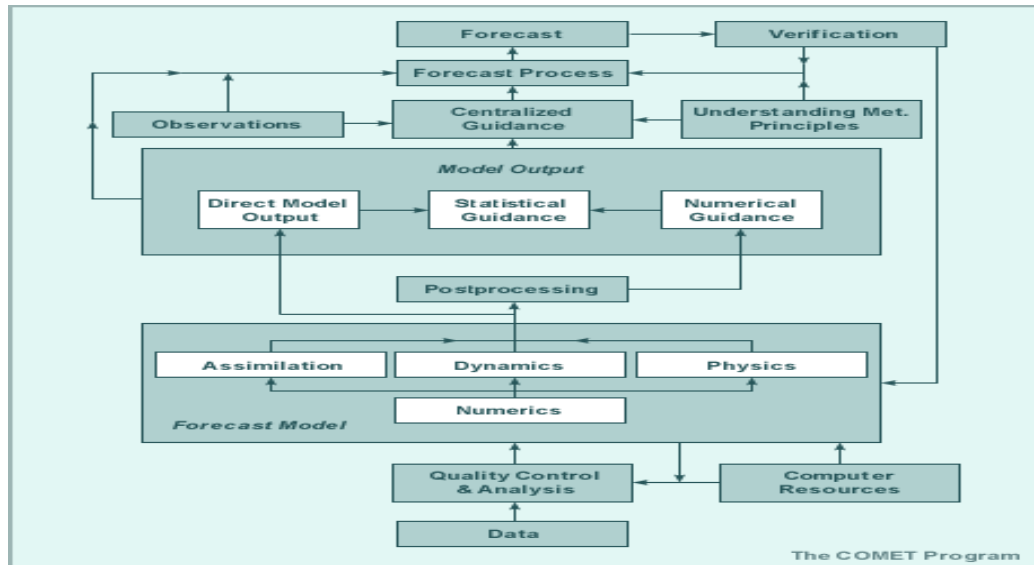 Forecast
Verification
Forecast Process
Observations
Centralized
Guidance
Understanding Met.
Principles
Model Output
Direct Model
Output
Statistical
Guidance
Numerical
Guidance
Postprocessing
Assimilation
Dynamics
Physics
Numerics
Forecast Model
Quality Control
& Analysis
Computer
Resources
Data
The COMET Program